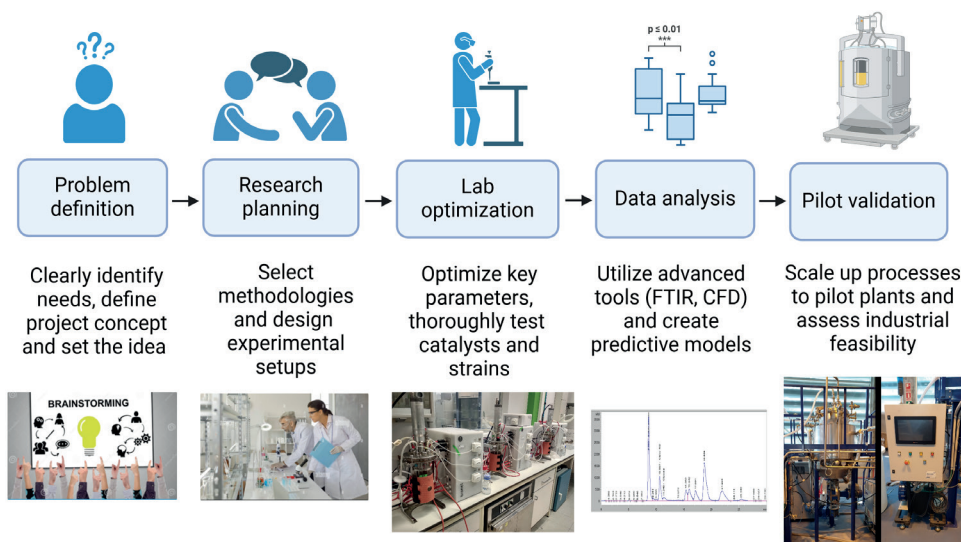 ???
p ≤ 0.01
***
Problem
definition
Research
planning
Lab
optimization
Data analysis
Pilot validation
Clearly identify
needs, define
project concept
and set the idea
Select
methodologies
and design
experimental
setups
Optimize key
parameters,
thoroughly test
catalysts and
strains
Utilize advanced
tools (FTIR, CFD)
and create
predictive models
Scale up processes
to pilot plants and
assess industrial
feasibility
BRAINSTORMING